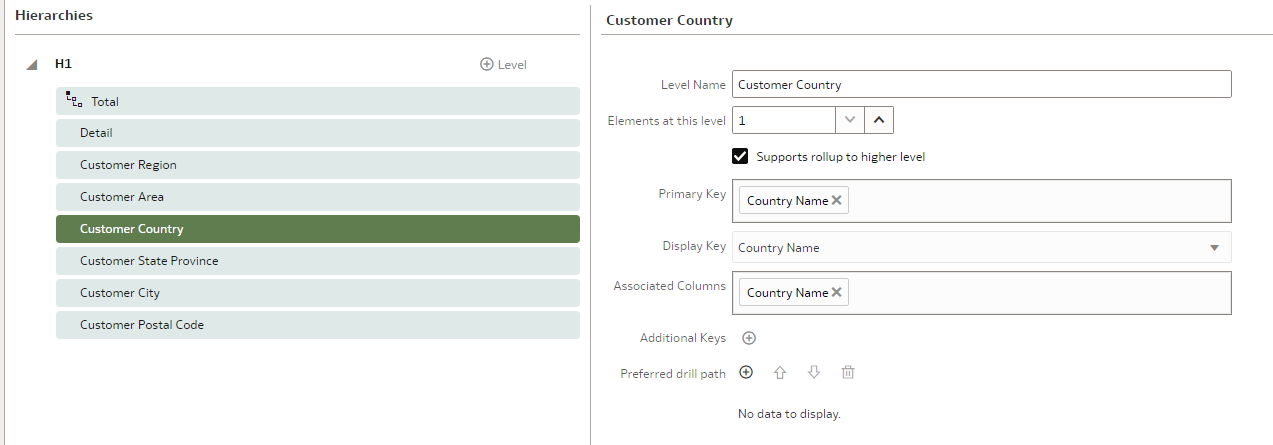 Hierarchies
H1
Level
Total
Detail
Customer Region
Customer Area
Customer Country
Customer State Province
Customer City
Customer Postal Code
Customer Country
Level Name Customer Country
Elements at this level 1
Supports rollup to higher level
Primary Key Country Name
Display Key Country Name
Associated Columns Country Name
Additional Keys
Preferred drill path
No data to display.